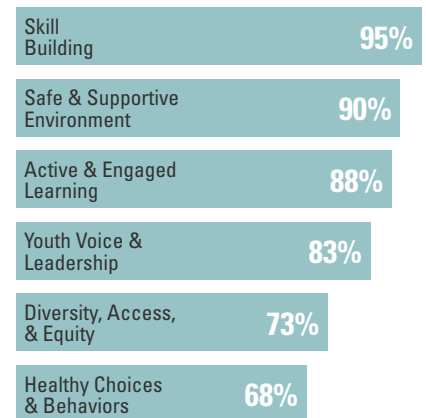 Skill
Building
95%
Safe & Supportive
Environment
90%
Active & Engaged
Learning
88%
Youth Voice &
Leadership
83%
Diversity, Access,
& Equity
73%
Healthy Choices
& Behaviors
68%